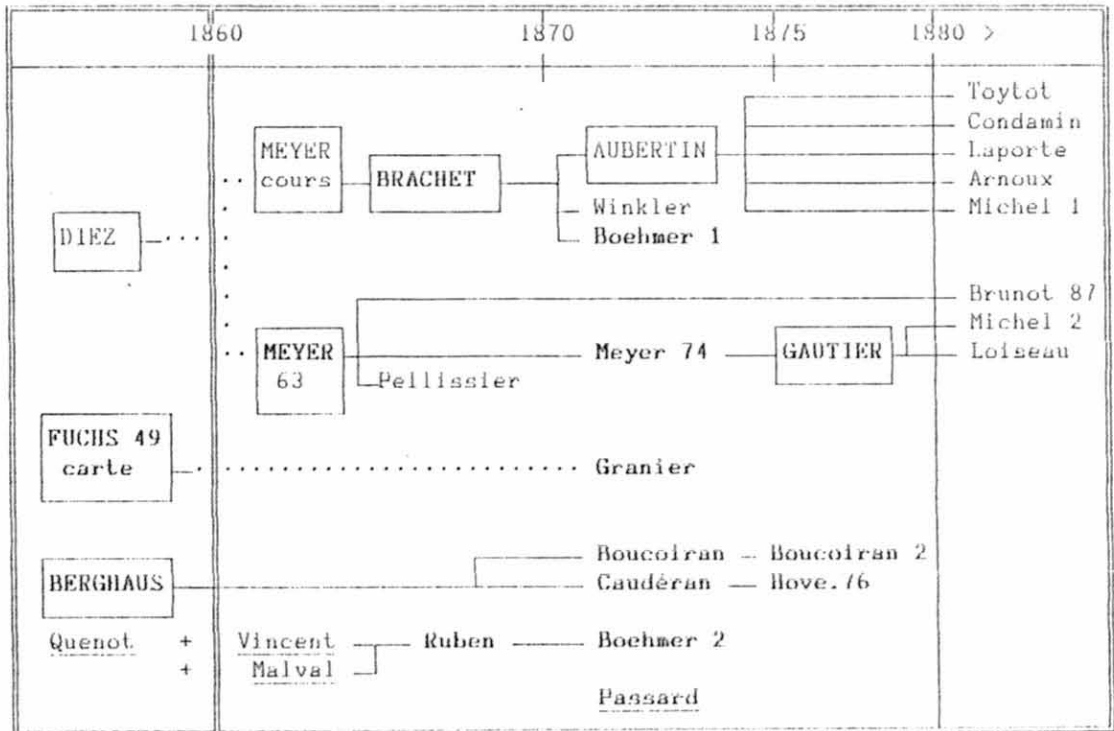 1860 1870 1875 1880 >
Toytot
Condamin
MEYER AUBERTIN Laporte
cours BRACHET Arnoux
Winkler Michel 1
DIEZ Boehmer 1
Brunot 87
Michel 2
MEYER Meyer 74 GAUTIER Loiseau
63 Pellissier
FUCHS 49
carte Granier
Boucoiran Boucoiran 2
BERGHAUS Caudéran Hove.76
Quenot + Vincent Ruben Boehmer 2
+ Malval
Passard